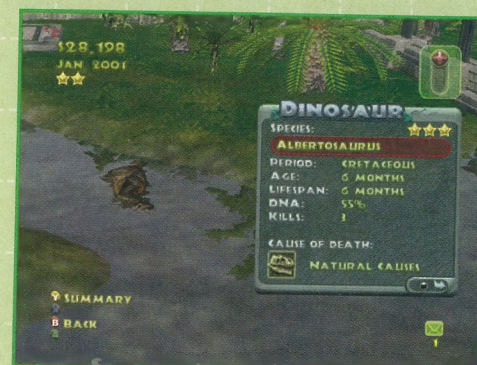 $28,198
JAN 2001
DINOSAUR
SPECIES:
ALBERTOSAURUS
PERIOD: CRETACEOUS
AGE: 6 MONTHS
LIFESPAN: 6 MONTHS
DNA: 55%
KILLS: 3
CAUSE OF DEATH:
NATURAL CAUSES
Y SUMMARY
B BACK
1